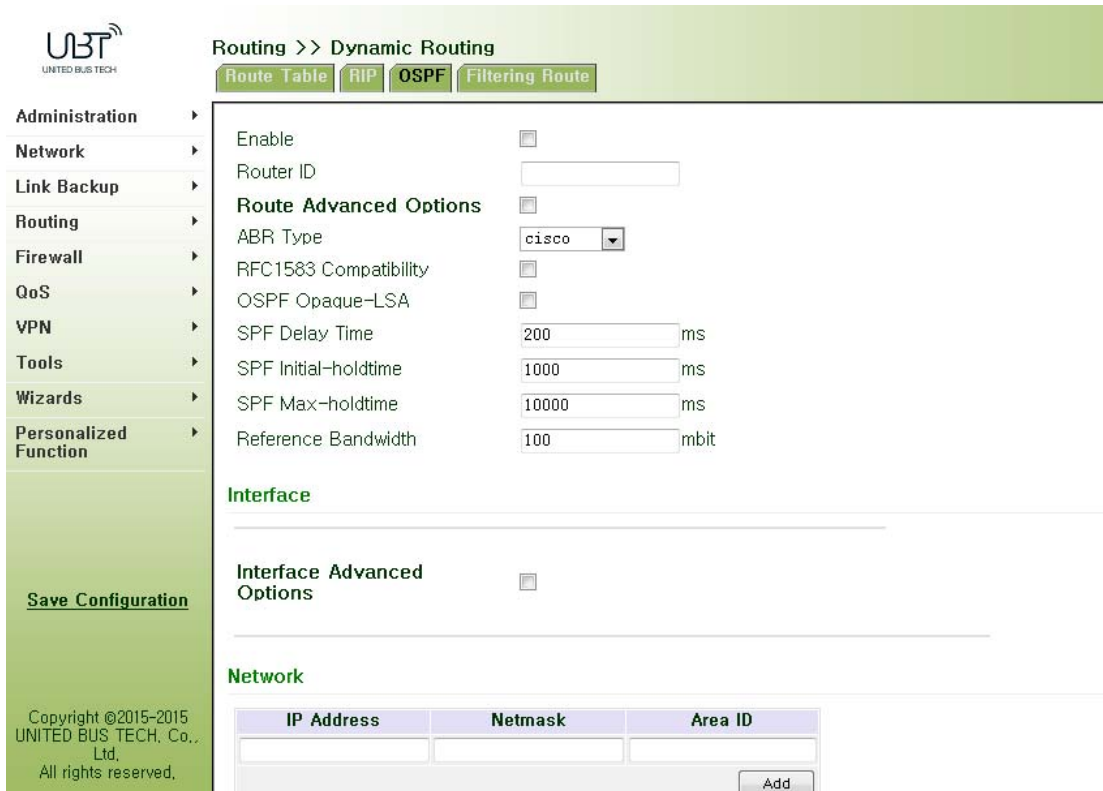 UBT
UNITED BUS TECH
Routing >> Dynamic Routing
Route Table RIP OSPF Filtering Route
Administration
Network
Link Backup
Routing
Firewall
QoS
VPN
Tools
Wizards
Personalized
Function
Save Configuration
Copyright ©2015-2015
UNITED BUS TECH, Co.,
Ltd,
All rights reserved,
Enable
Router ID
Route Advanced Options
ABR Type cisco
RFC1583 Compatibility
OSPF Opaque-LSA
SPF Delay Time 200 ms
SPF Initial-holdtime 1000 ms
SPF Max-holdtime 10000 ms
Reference Bandwidth 100 mbit
Interface
Interface Advanced
Options
Network
IP Address Netmask Area ID
Add